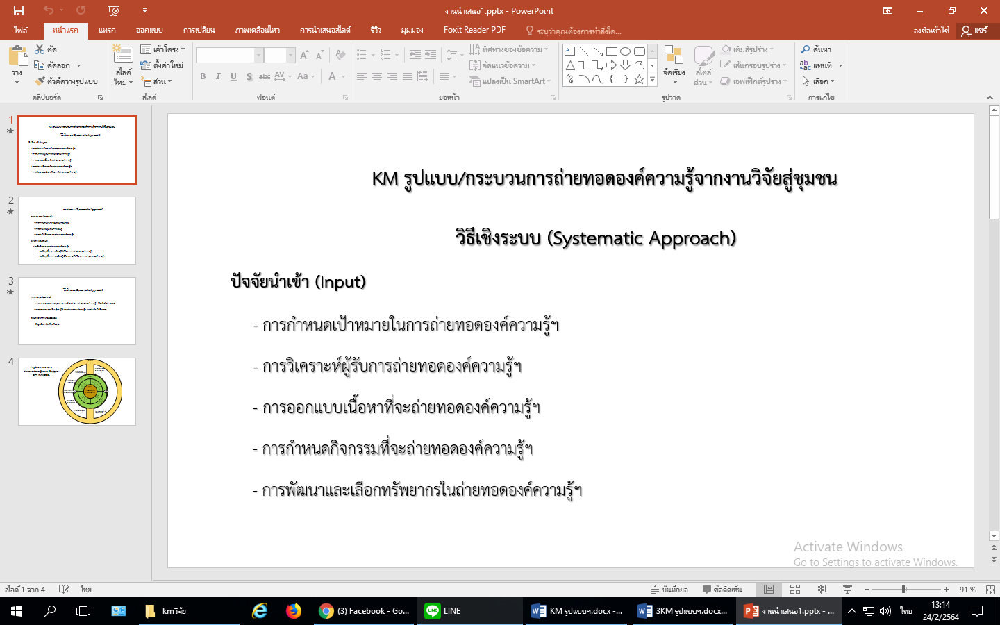 งานนำเสนอ1.pptx - PowerPoint
ไฟล์ หน้าแรก แทรก ออกแบบ การเปลี่ยน ภาพเคลื่อนไหว การนำเสนอสไลด์ รีวิว มุมมอง Foxit Reader PDF ระบุว่าคุณต้องการทำสิ่งใด... ลงชื่อเข้าใช้ แชร์
วาง
ตัด
คัดลอก
ตัวคัดวางรูปแบบ
คลิปบอร์ด
สไลด์ใหม่
เค้าโครง
ตั้งค่าใหม่
ส่วน
สไลด์
B I U S abc AV Aa A
ฟอนต์
ทิศทางของข้อความ
จัดแนวข้อความ
แปลงเป็น SmartArt
ย่อหน้า
จัดเรียง
สไตล์ด่วน
เติมสีรูปร่าง
เส้นกรอบรูปร่าง
เอฟเฟ็กต์รูปร่าง
รูปวาด
ค้นหา
แทนที่
เลือก
การแก้ไข
1
2
3
4
KM รูปแบบ/กระบวนการถ่ายทอดองค์ความรู้จากงานวิจัยสู่ชุมชน
วิธีเชิงระบบ (Systematic Approach)
ปัจจัยนำเข้า (Input)
- การกำหนดเป้าหมายในการถ่ายทอดองค์ความรู้ฯ
- การวิเคราะห์ผู้รับการถ่ายทอดองค์ความรู้ฯ
- การออกแบบเนื้อหาที่จะถ่ายทอดองค์ความรู้ฯ
- การกำหนดกิจกรรมที่จะถ่ายทอดองค์ความรู้ฯ
- การพัฒนาและเลือกทรัพยากรในถ่ายทอดองค์ความรู้ฯ
Activate Windows
Go to Settings to activate Windows.
สไลด์ 1 จาก 4 ไทย บันทึกย่อ ข้อคิดเห็น 91 %
kmวิจัย (3) Facebook - Go... LINE KM รูปแบบฯ.docx -... 3KM รูปแบบฯ.docx... งานนำเสนอ1.pptx - ... ไทย 13:14
24/2/2564